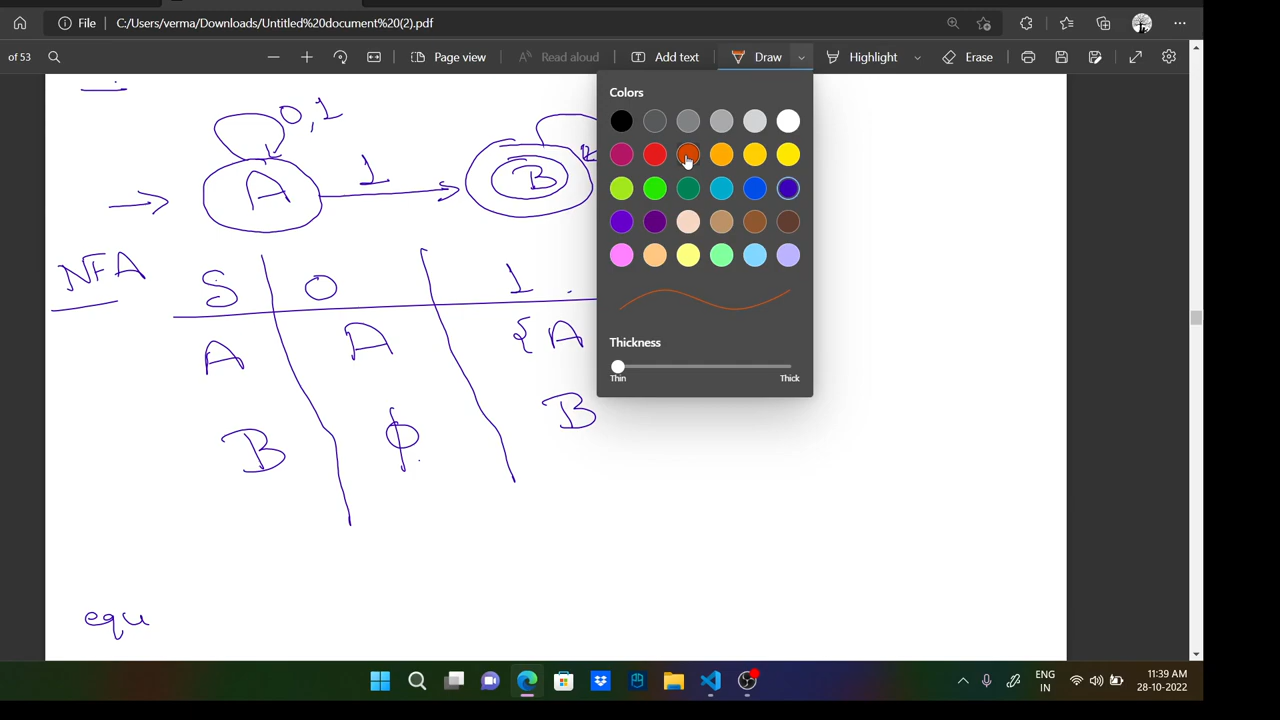 File C:/Users/verma/Downloads/Untitled%20document%20(2).pdf
of 53 Page view Read aloud Add text Draw Highlight Erase
Colors
0,1
A 1 B
NFA S 0 1
A A {A
Thickness
Thin Thick
B ϕ B
equ
ENG 11:39 AM
IN 28-10-2022